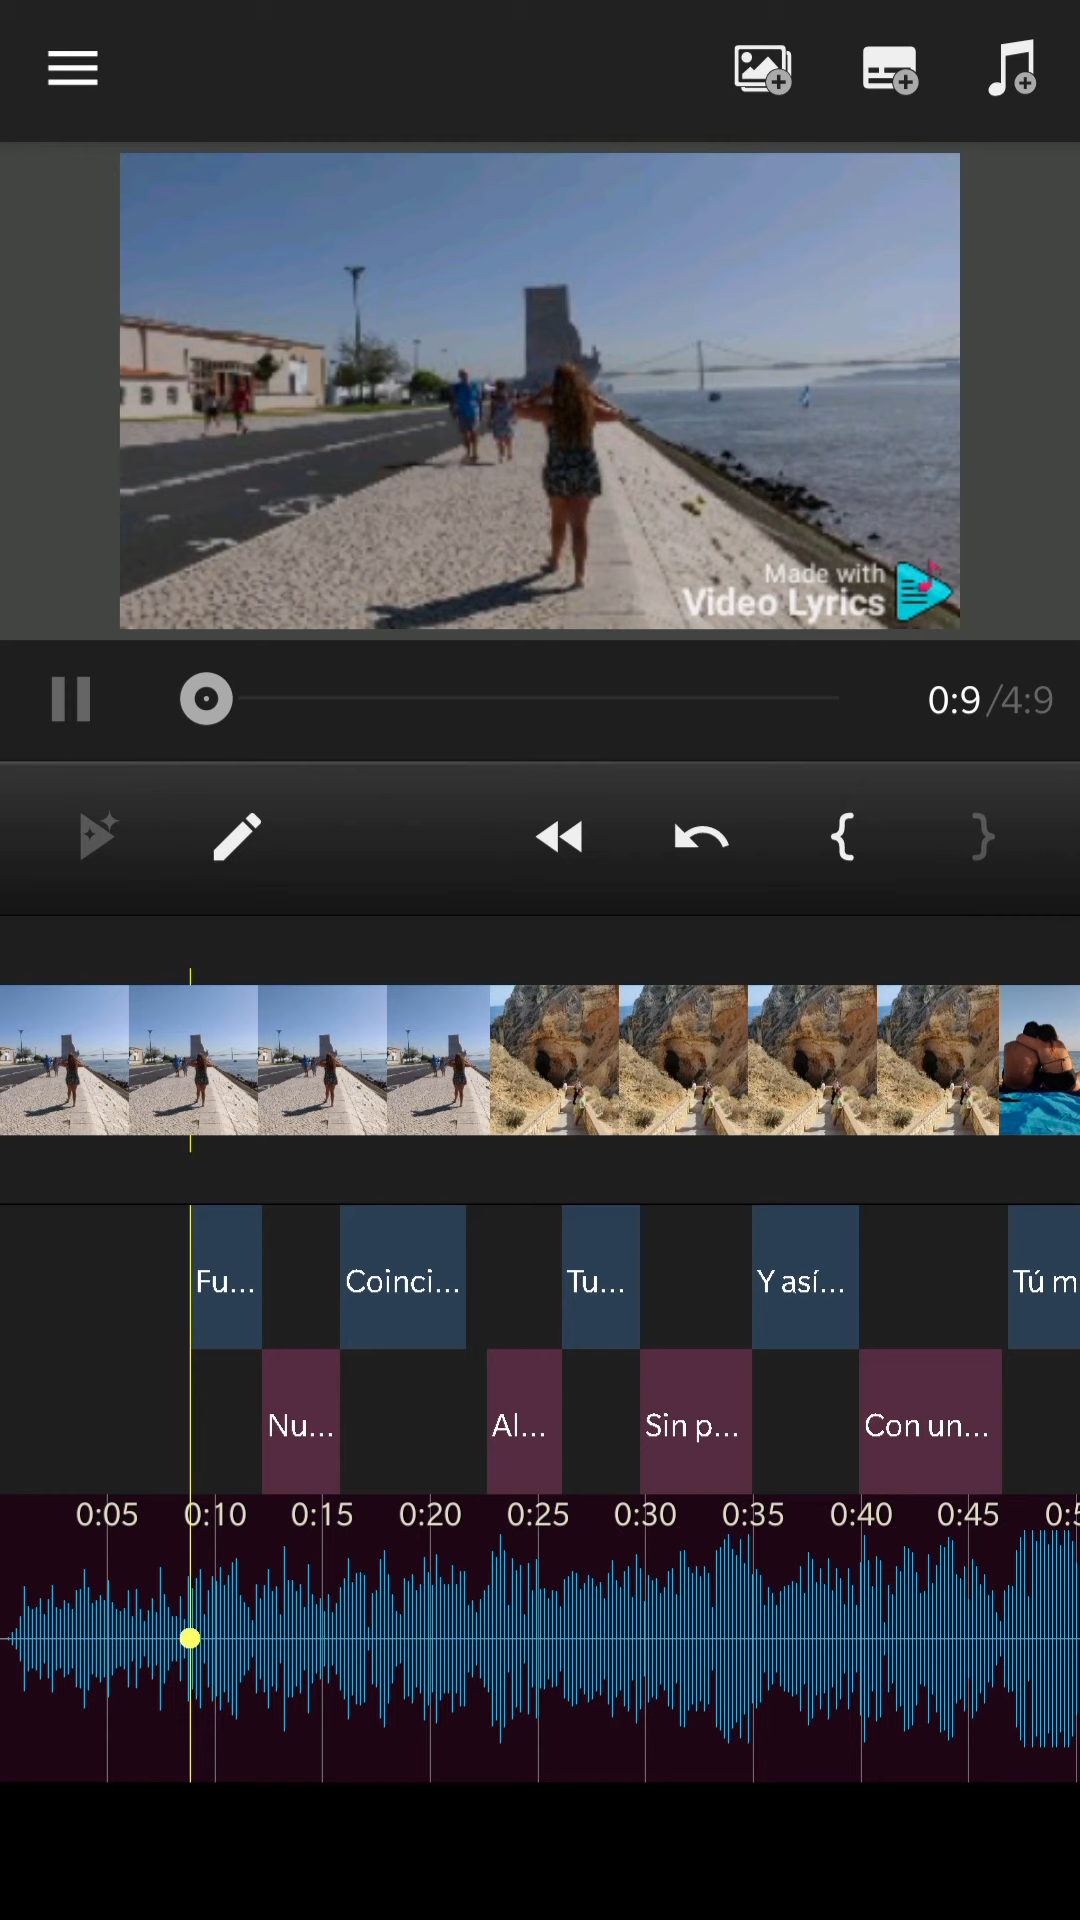 Made with
Video Lyrics
0:9/4:9
Fu... Coinci... Tu... Y así... Tú m
Nu... Al... Sin p... Con un...
0:05 0:10 0:15 0:20 0:25 0:30 0:35 0:40 0:45 0:5